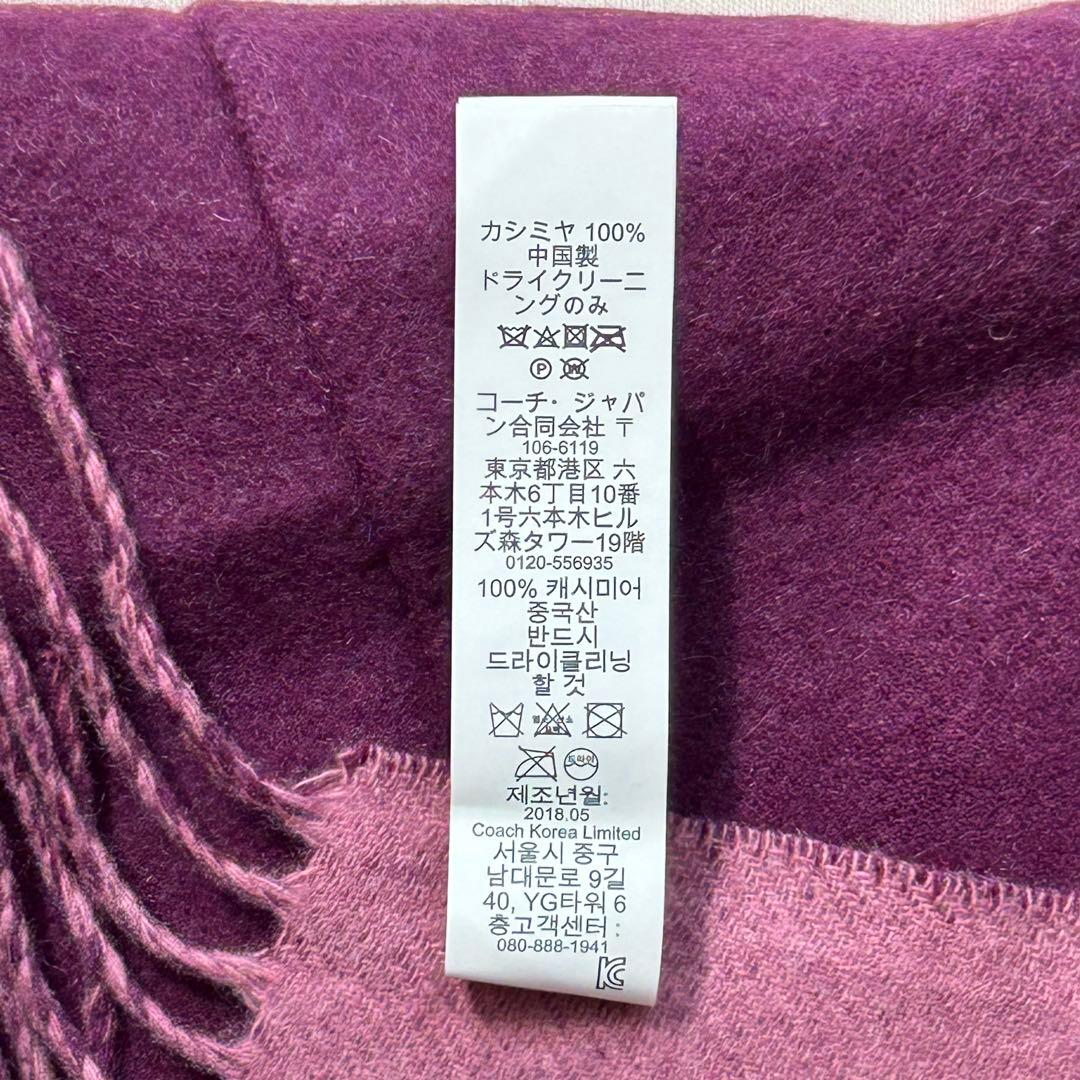 カシミヤ 100%
中国製
ドライクリーニ
ングのみ
P W
コーチ・ジャパ
ン合同会社 〒
106-6119
東京都港区 六
本木6丁目10番
1号六本木ヒル
ズ森タワー19階
0120-556935
100% 캐시미어
중국산
반드시
드라이클리닝
할 것
드라이
제조년월:
2018.05
Coach Korea Limited
서울시 중구
남대문로 9길
40, YG타워 6
층고객센터 :
080-888-1941